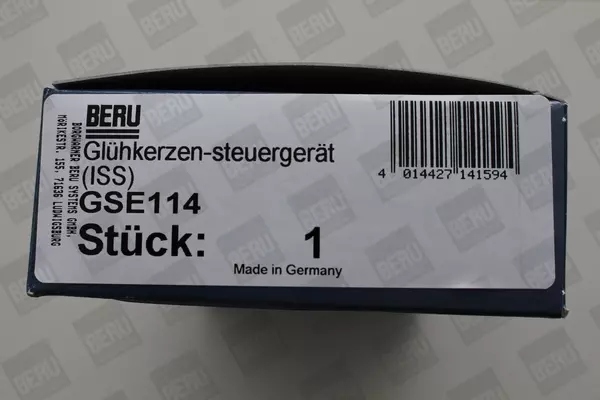 BERU
Glühkerzen-steuergerät
(ISS)
GSE114
Stück: 1
Made in Germany
4 014427 141594
BORGWARNER BERU SYSTEMS GMBH,
MÖRIKESTR. 155, 71636 LUDWIGSBURG